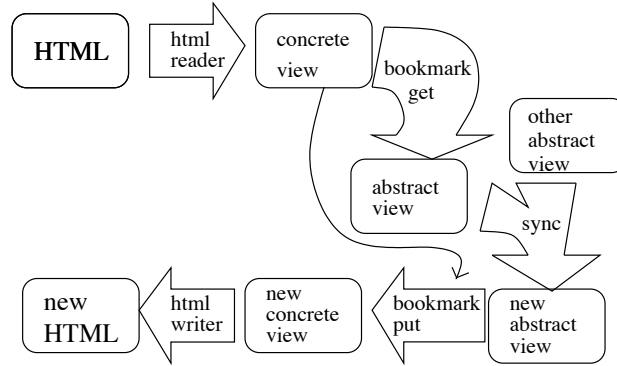 HTML
html
reader
concrete
view
bookmark
get
other
abstract
view
abstract
view
sync
new
HTML
html
writer
new
concrete
view
bookmark
put
new
abstract
view